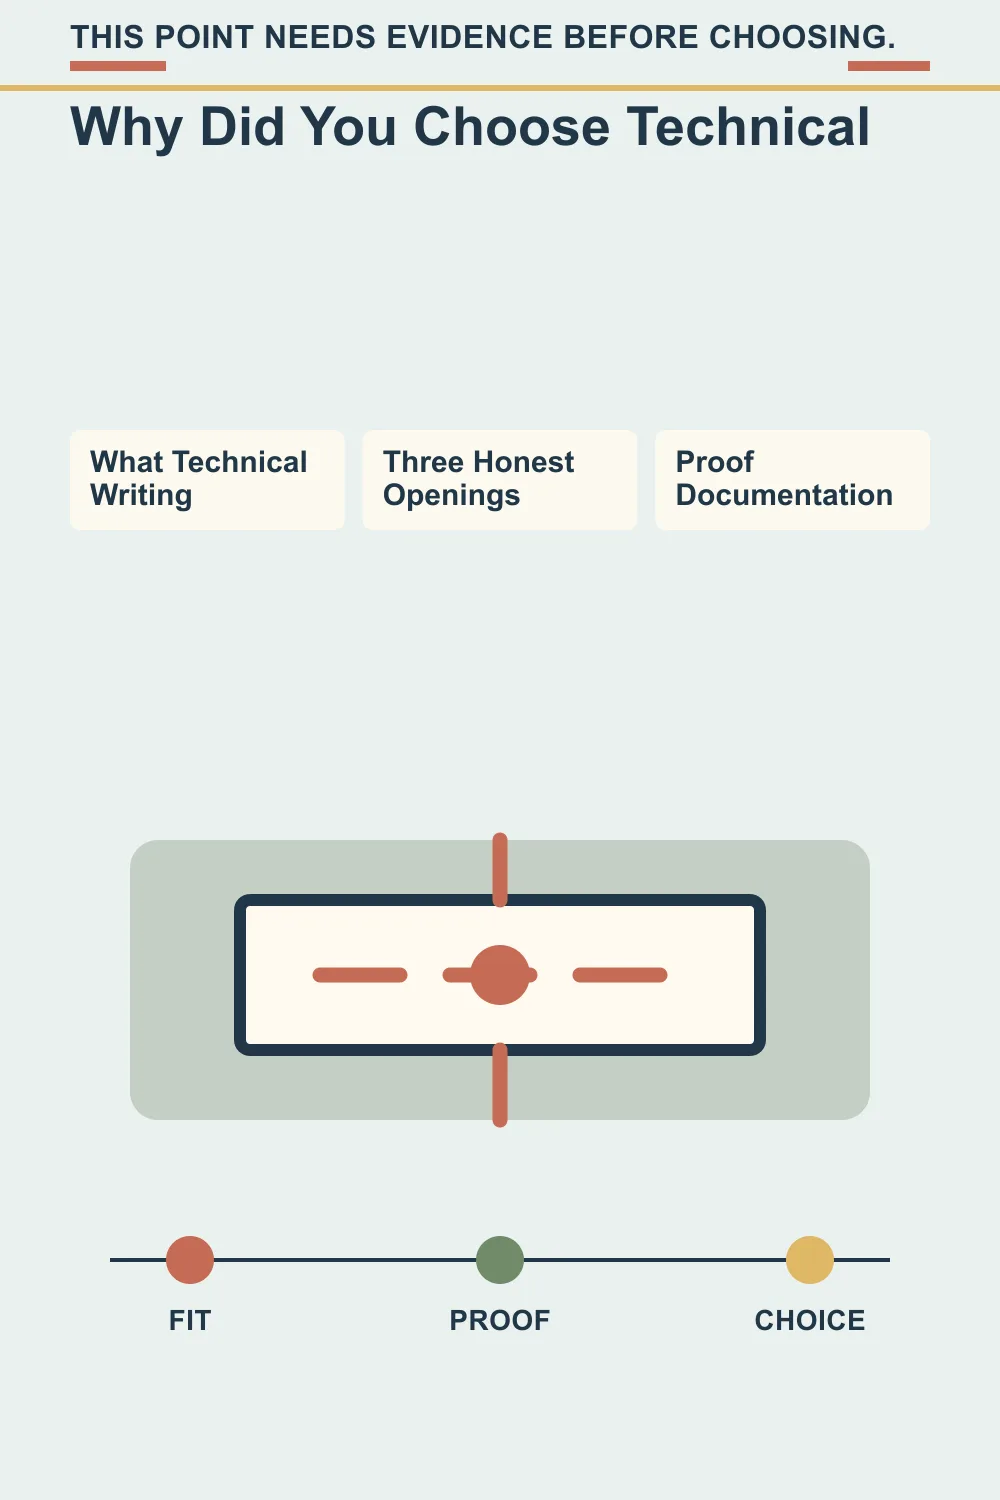 THIS POINT NEEDS EVIDENCE BEFORE CHOOSING.
Why Did You Choose Technical
What Technical
Writing
Three Honest
Openings
Proof
Documentation
FIT
PROOF
CHOICE